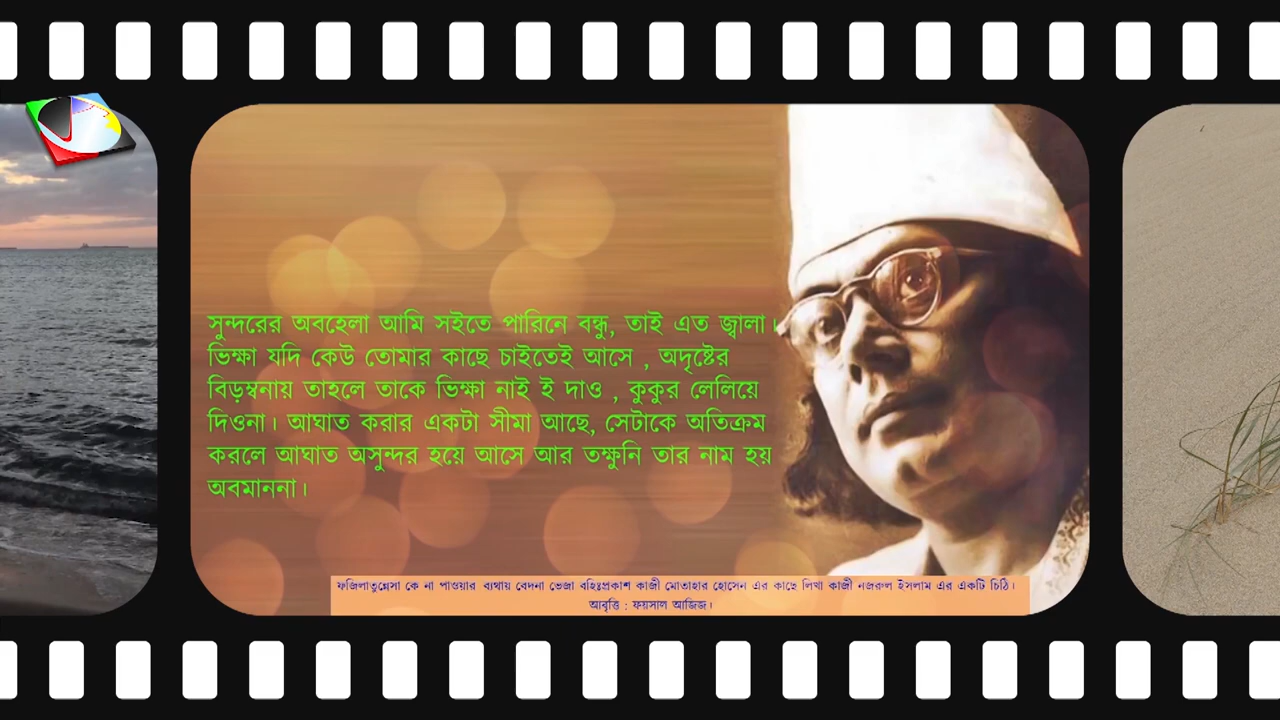 সুন্দরের অবহেলা আমি সইতে পারিনে বন্ধু, তাই এত জ্বালা।
ভিক্ষা যদি কেউ তোমার কাছে চাইতেই আসে , অদৃষ্টের
বিড়ম্বনায় তাহলে তাকে ভিক্ষা নাই ই দাও , কুকুর লেলিয়ে
দিওনা। আঘাত করার একটা সীমা আছে, সেটাকে অতিক্রম
করলে আঘাত অসুন্দর হয়ে আসে আর তক্ষুনি তার নাম হয়
অবমাননা।
ফজিলাতুন্নেসা কে না পাওয়ার ব্যথায় বেদনা ভেজা বহিঃপ্রকাশ কাজী মোতাহার হোসেন এর কাছে লিখা কাজী নজরুল ইসলাম এর একটি চিঠি।
আবৃত্তি : ফয়সাল আজিজ।